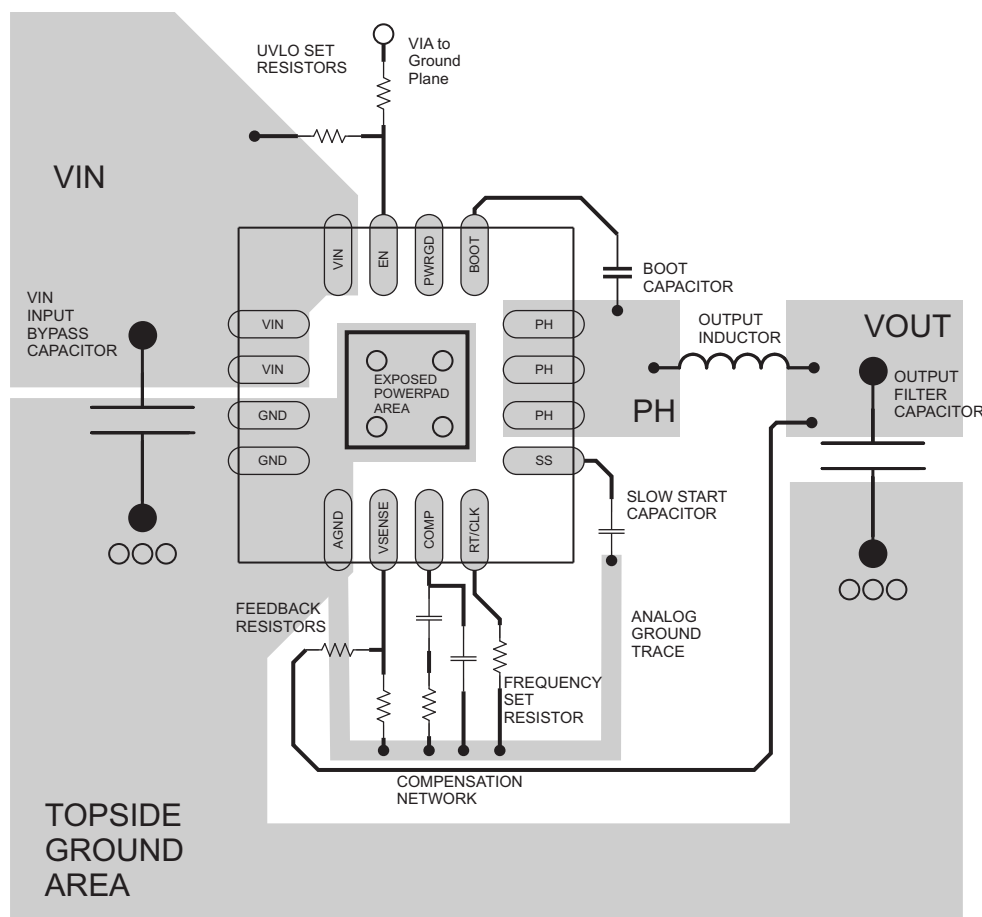 UVLO SET
RESISTORS
VIA to
Ground
Plane
VIN
VIN
EN
PWRGD
BOOT
BOOT
CAPACITOR
VIN
INPUT
BYPASS
CAPACITOR
VIN
VIN
GND
GND
EXPOSED
POWERPAD
AREA
PH
PH
PH
SS
PH
OUTPUT
INDUCTOR
VOUT
OUTPUT
FILTER
CAPACITOR
SLOW START
CAPACITOR
AGND
VSENSE
COMP
RT/CLK
FEEDBACK
RESISTORS
ANALOG
GROUND
TRACE
FREQUENCY
SET
RESISTOR
COMPENSATION
NETWORK
TOPSIDE
GROUND
AREA